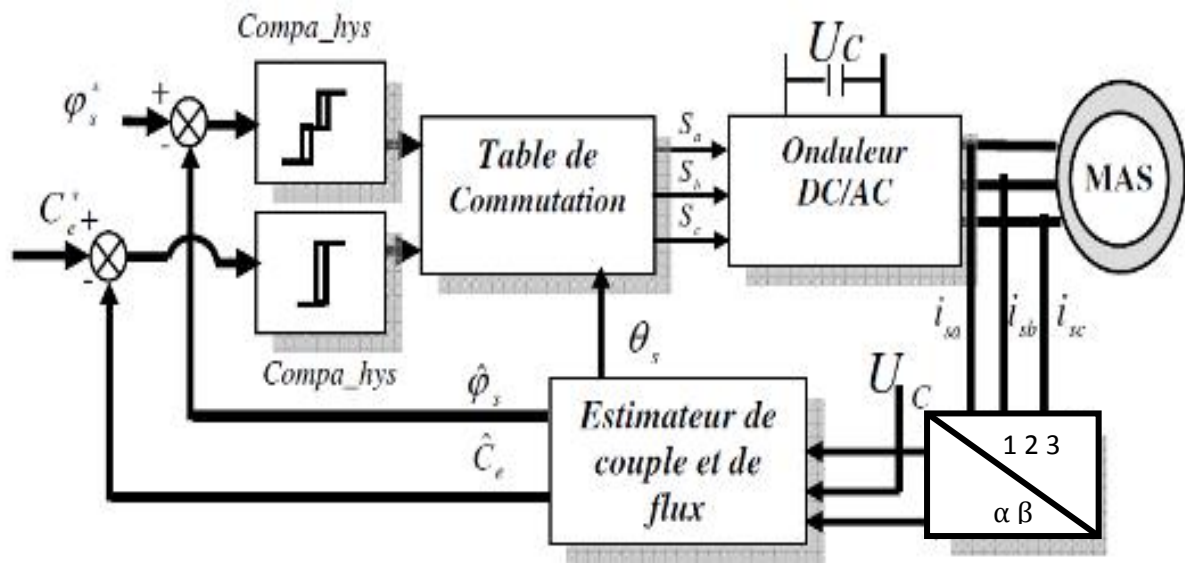 Compa_hys
φs*
+
-
Ce*
+
-
Compa_hys
Table de
Commutation
Sa
Sb
Sc
UC
Onduleur
DC/AC
MAS
isa
isb
isc
θs
φ̂s
Ĉe
Estimateur de
couple et de
flux
UC
1 2 3
α β